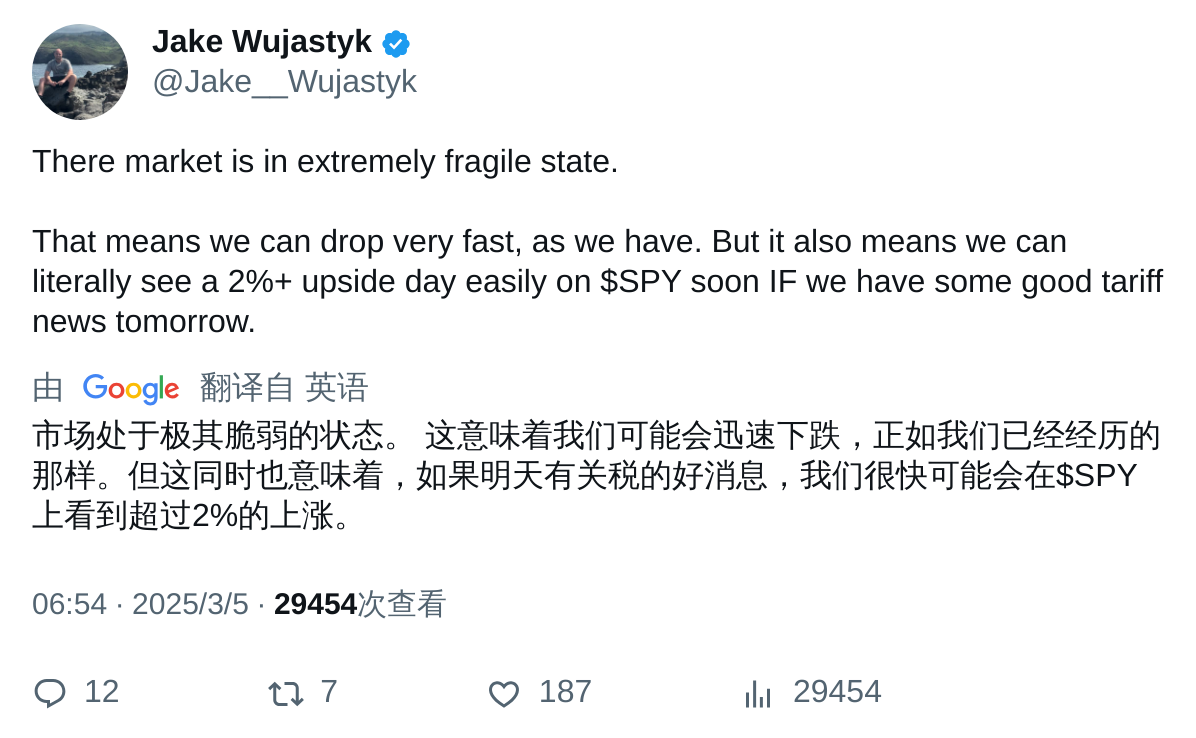 Jake Wujastyk
@Jake__Wujastyk
There market is in extremely fragile state.
That means we can drop very fast, as we have. But it also means we can
literally see a 2%+ upside day easily on $SPY soon IF we have some good tariff
news tomorrow.
由 Google 翻译自 英语
市场处于极其脆弱的状态。 这意味着我们可能会迅速下跌，正如我们已经经历的
那样。但这同时也意味着，如果明天有关税的好消息，我们很快可能会在$SPY
上看到超过2%的上涨。
06:54 · 2025/3/5 · 29454次查看
12 7 187 29454